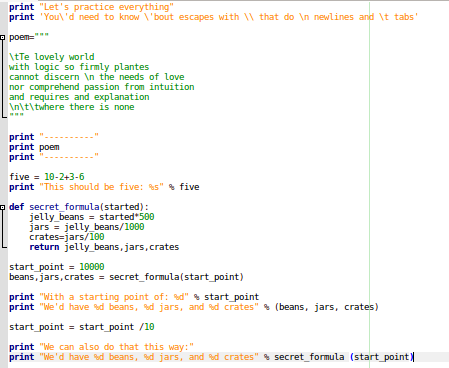 print "Let's practice everything"
print 'You\'d need to know \'bout escapes with \\ that do \n newlines and \t tabs'
poem="""
\tTe lovely world
with logic so firmly plantes
cannot discern \n the needs of love
nor comprehend passion from intuition
and requires and explanation
\n\t\twhere there is none
"""
print "----------"
print poem
print "----------"
five = 10-2+3-6
print "This should be five: %s" % five
def secret_formula(started):
jelly_beans = started*500
jars = jelly_beans/1000
crates=jars/100
return jelly_beans,jars,crates
start_point = 10000
beans,jars,crates = secret_formula(start_point)
print "With a starting point of: %d" % start_point
print "We'd have %d beans, %d jars, and %d crates" % (beans, jars, crates)
start_point = start_point /10
print "We can also do that this way:"
print "We'd have %d beans, %d jars, and %d crates" % secret_formula (start_point)